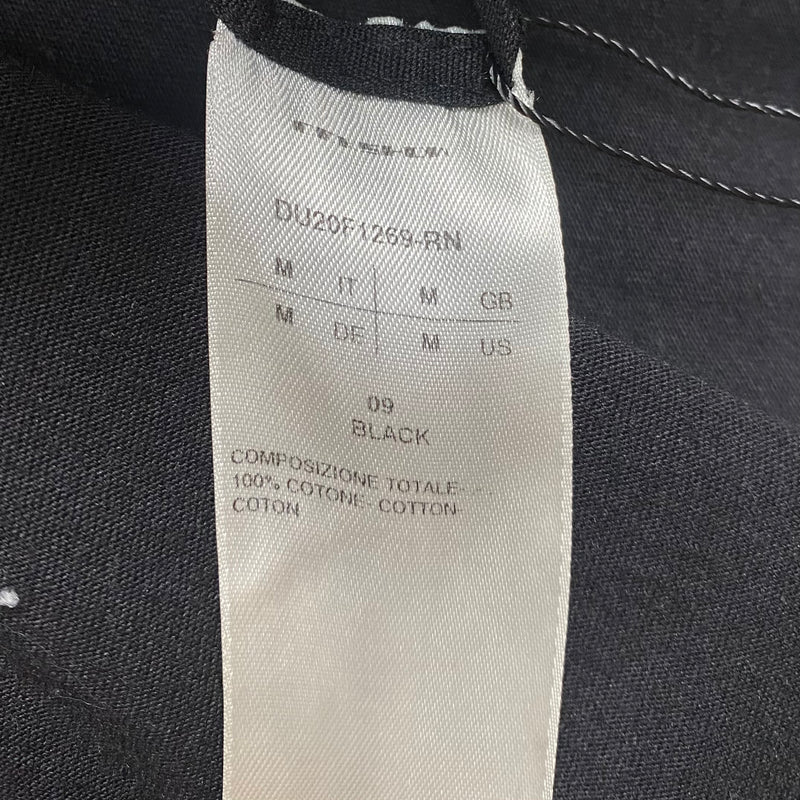 DU20F1269-RN
M IT M GB
M DE M US
09
BLACK
COMPOSIZIONE TOTALE-
100% COTONE- COTTON-
COTON